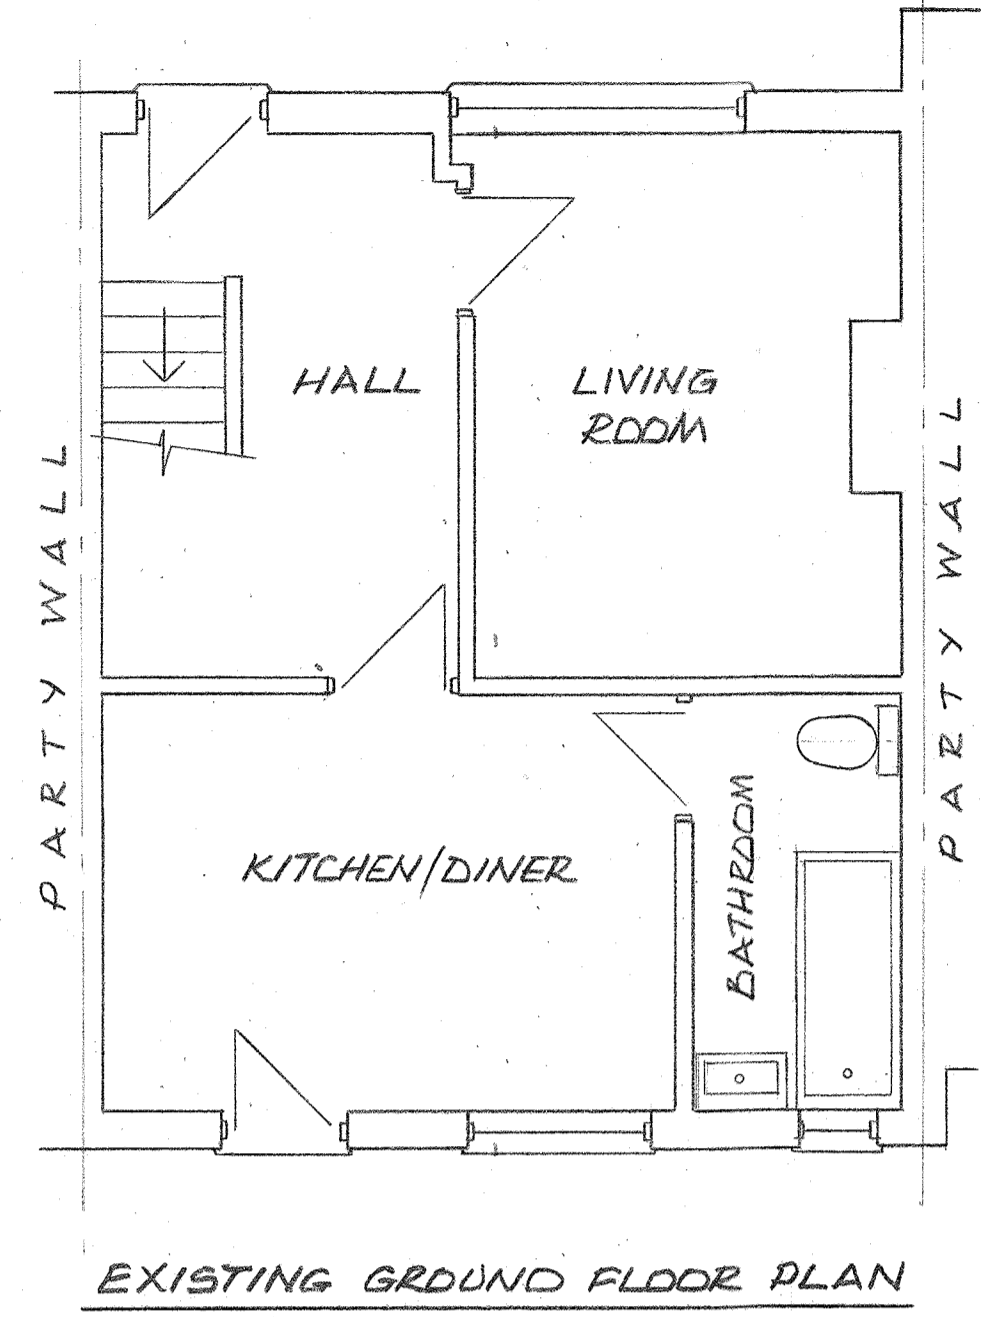 HALL
LIVING
ROOM
PARTY WALL
PARTY WALL
KITCHEN/DINER
BATHROOM
EXISTING GROUND FLOOR PLAN